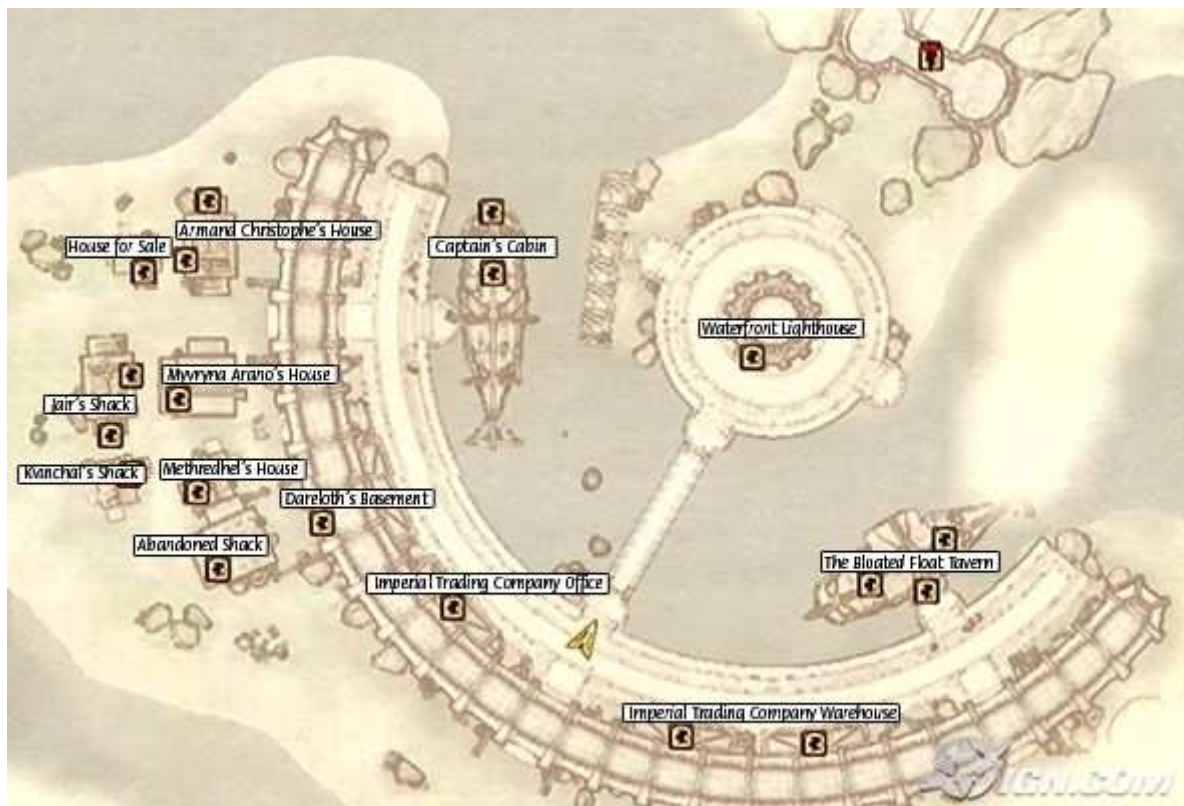 Armand Christophe's House
House for Sale
Captain's Cabin
Waterfront Lighthouse
Myvryna Arano's House
Jair's Shack
Kvanchai's Shack
Methredhel's House
Dareloth's Basement
Abandoned Shack
The Bloated Float Tavern
Imperial Trading Company Office
Imperial Trading Company Warehouse
IGN.COM